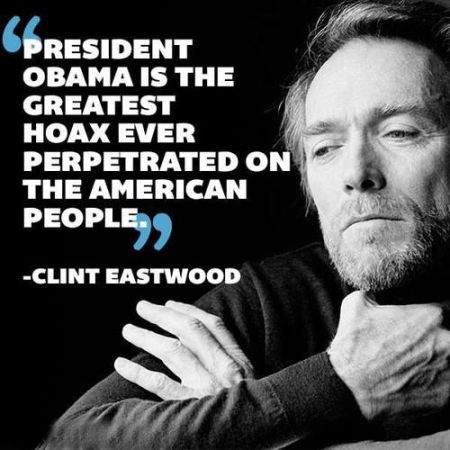 “PRESIDENT
OBAMA IS THE
GREATEST
HOAX EVER
PERPETRATED ON
THE AMERICAN
PEOPLE.”
-CLINT EASTWOOD